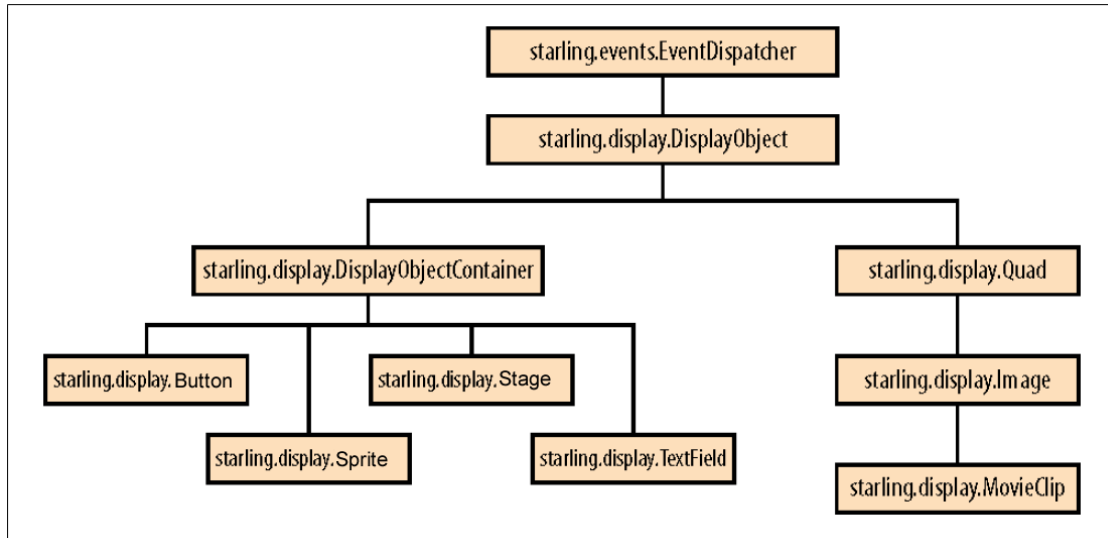 starling.events.EventDispatcher
starling.display.DisplayObject
starling.display.DisplayObjectContainer
starling.display.Quad
starling.display.Button
starling.display.Stage
starling.display.Image
starling.display.Sprite
starling.display.TextField
starling.display.MovieClip